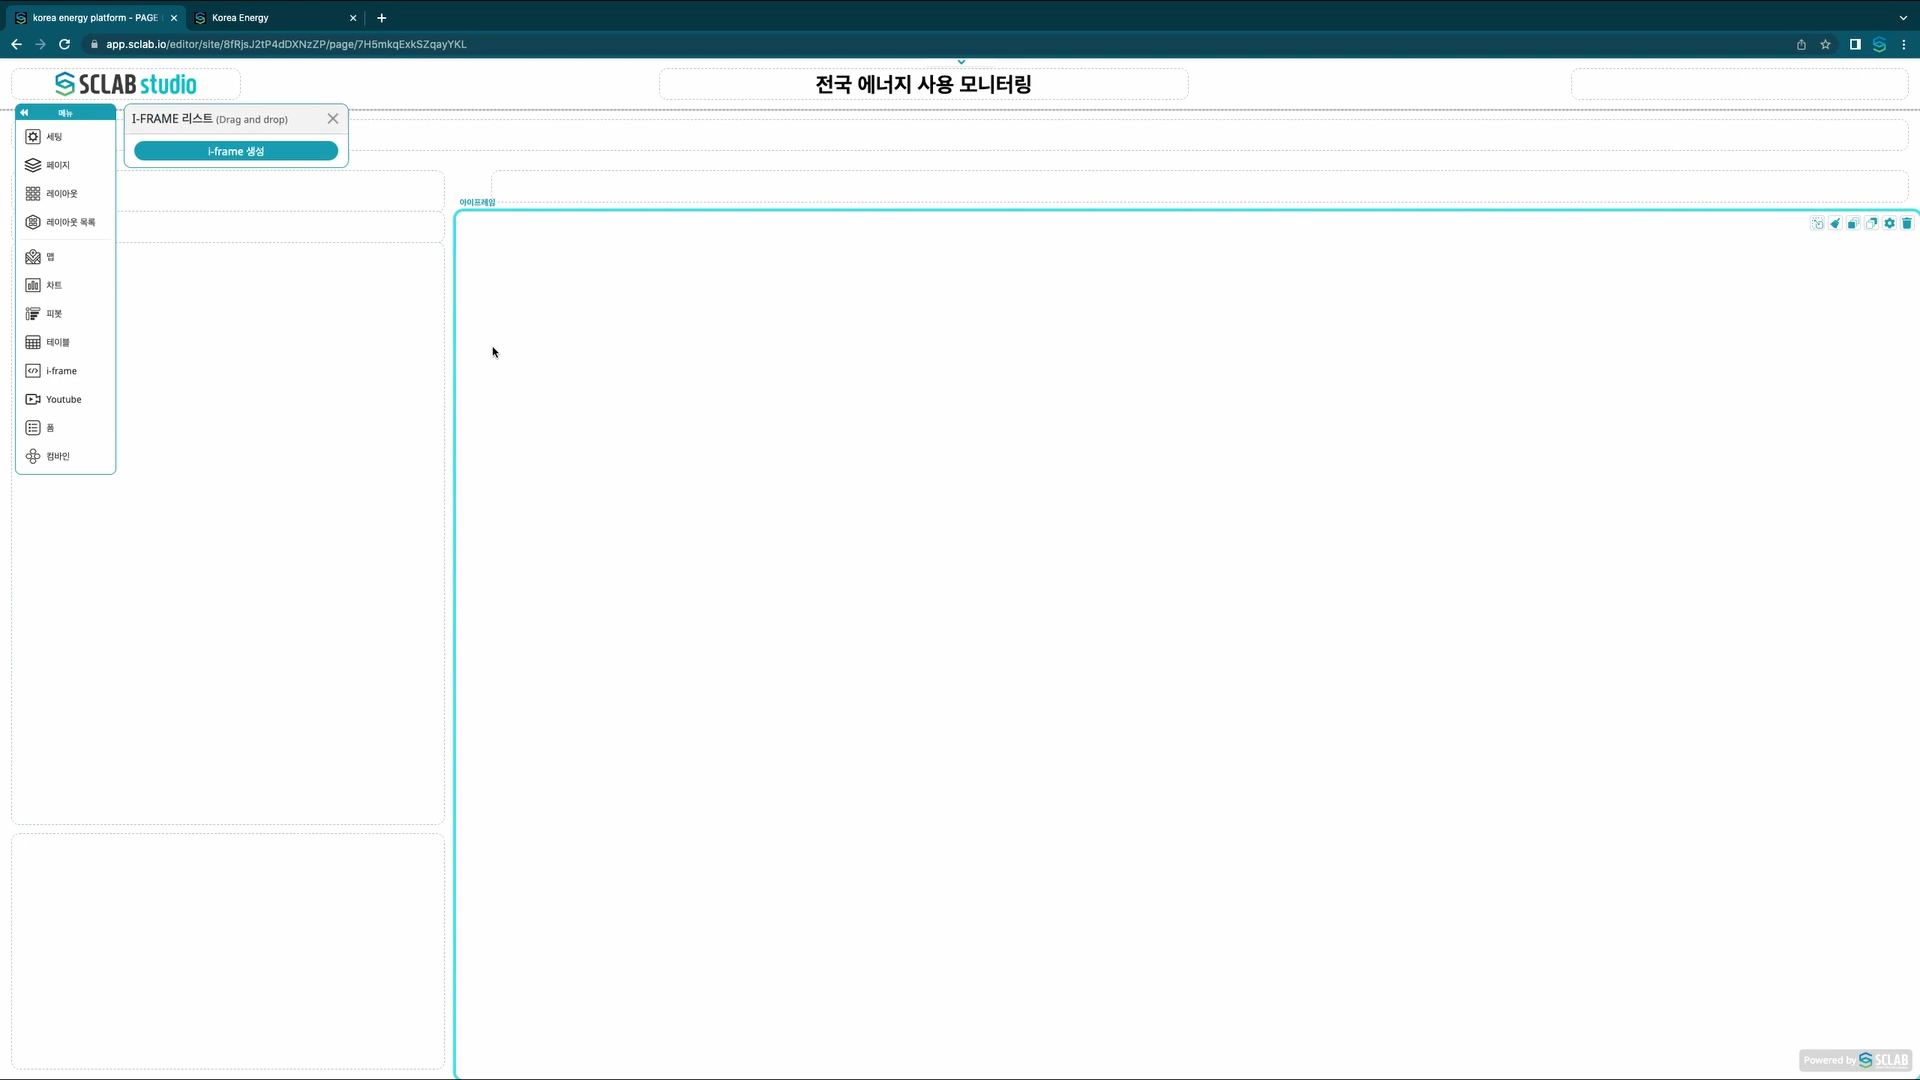 korea energy platform - PAGE
Korea Energy
app.sclab.io/editor/site/8fRjsJ2tP4dDXNzZP/page/7H5mkqExkSZqayYKL
SCLAB studio
전국 에너지 사용 모니터링
메뉴
I-FRAME 리스트 (Drag and drop)
i-frame 생성
세팅
페이지
레이아웃
레이아웃 목록
맵
차트
피봇
테이블
i-frame
Youtube
폼
컴바인
아이프레임
Powered by SCLAB